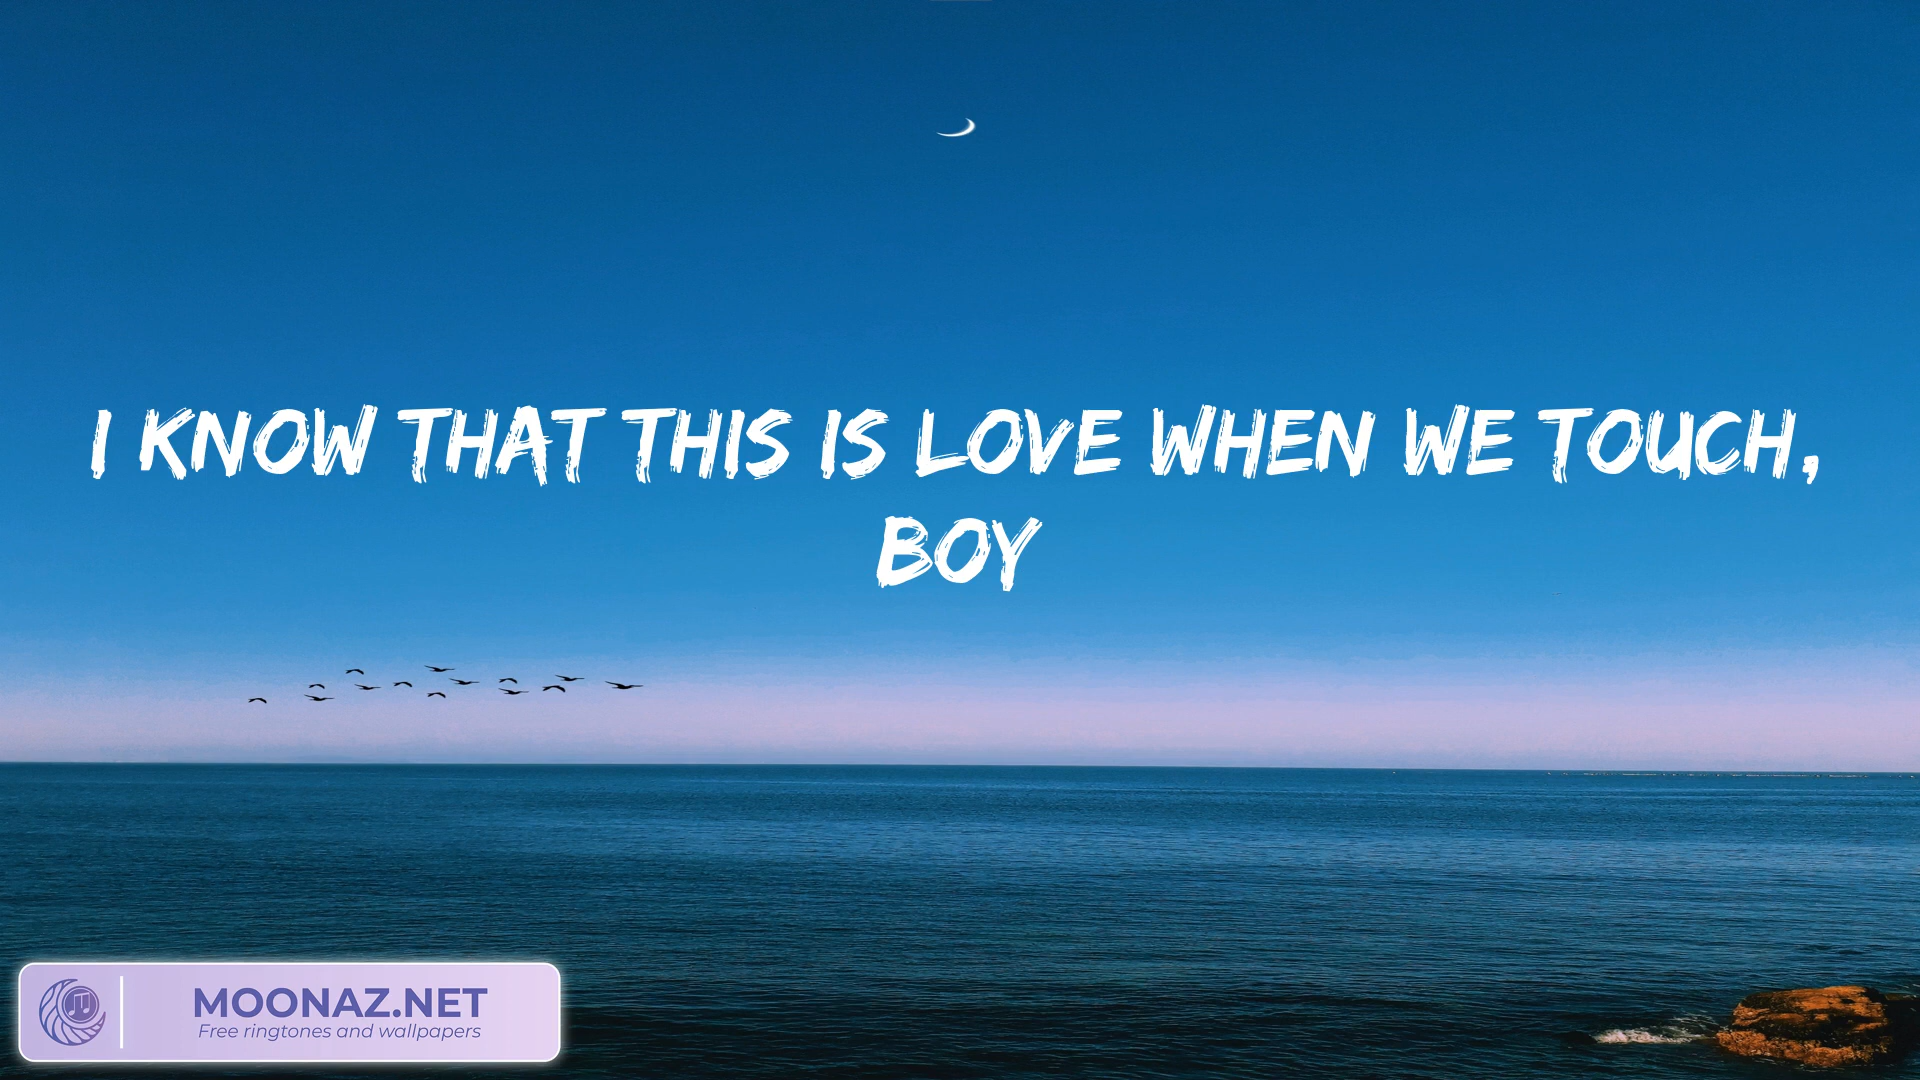 I KNOW THAT THIS IS LOVE WHEN WE TOUCH,
BOY
MOONAZ.NET
Free ringtones and wallpapers